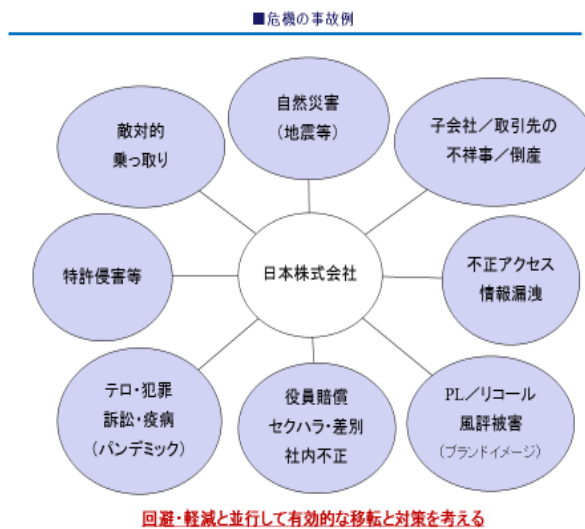 ■危機の事故例
自然災害
(地震等)
敵対的
乗っ取り
子会社／取引先の
不祥事／倒産
特許侵害等
日本株式会社
不正アクセス
情報漏洩
テロ・犯罪
訴訟・疫病
(パンデミック)
役員賠償
セクハラ・差別
社内不正
PL／リコール
風評被害
(ブランドイメージ)
回避・軽減と並行して有効的な移転と対策を考える